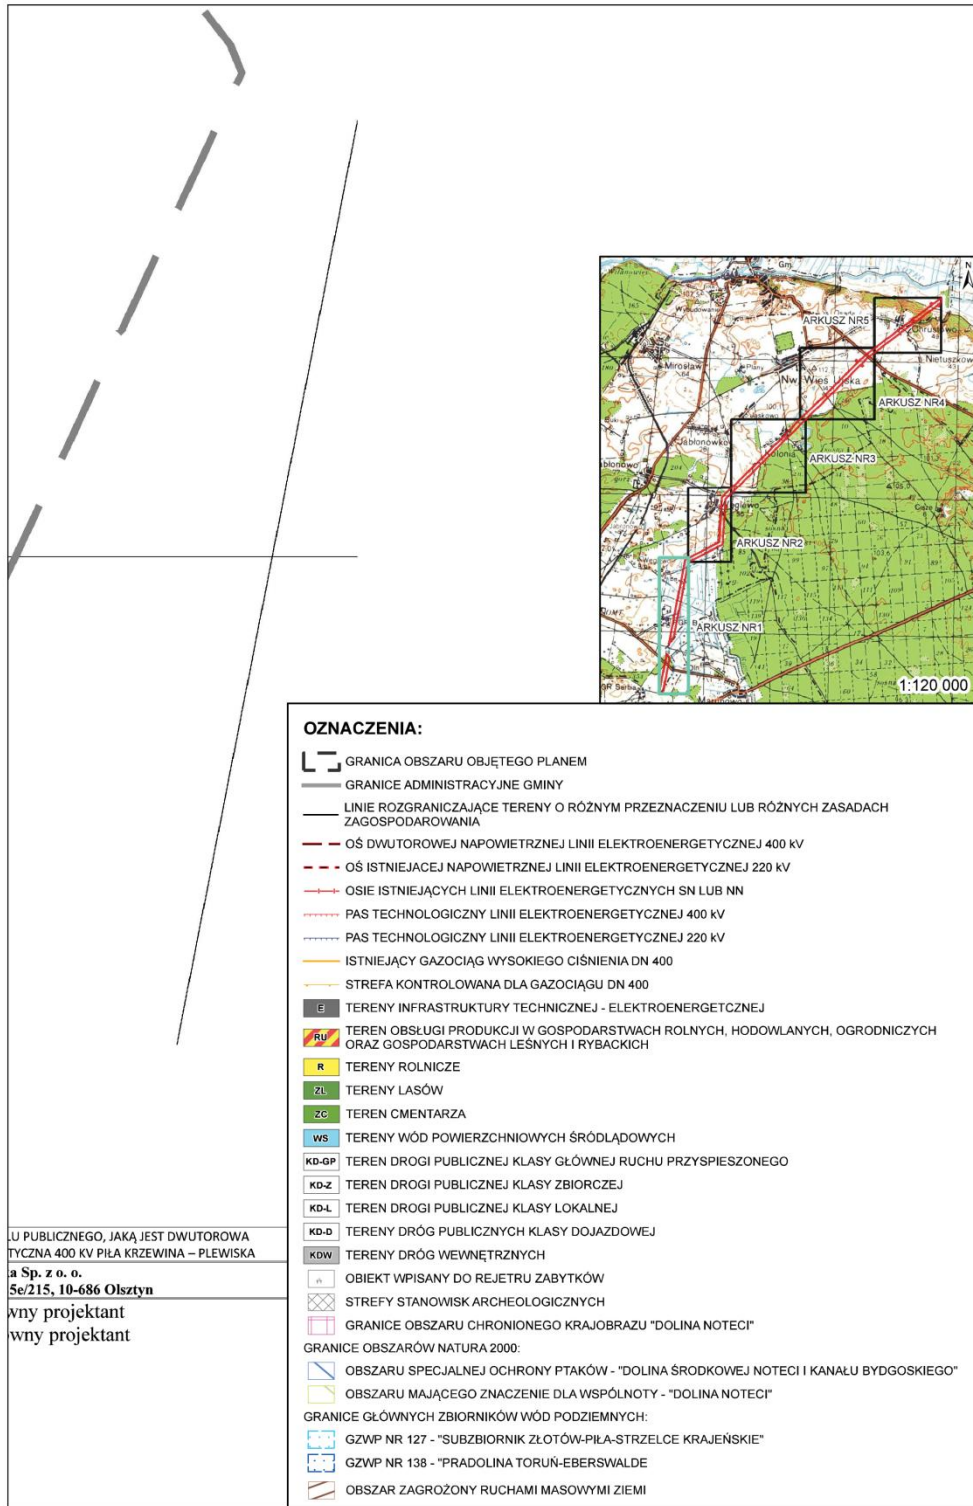 Gm.
ARKUSZ NR5
Chrustowo
Mirosław
Nietuszkowo
Nw. Wieś Ujska
ARKUSZ NR4
Jabłonowo
Kolonia
ARKUSZ NR3
ARKUSZ NR2
ARKUSZ NR1
1:120 000
OZNACZENIA:
GRANICA OBSZARU OBJĘTEGO PLANEM
GRANICE ADMINISTRACYJNE GMINY
LINIE ROZGRANICZAJĄCE TERENY O RÓŻNYM PRZEZNACZENIU LUB RÓŻNYCH ZASADACH
ZAGOSPODAROWANIA
OŚ DWUTOROWEJ NAPOWIETRZNEJ LINII ELEKTROENERGETYCZNEJ 400 kV
OŚ ISTNIEJACEJ NAPOWIETRZNEJ LINII ELEKTROENERGETYCZNEJ 220 kV
OSIE ISTNIEJĄCYCH LINII ELEKTROENERGETYCZNYCH SN LUB NN
PAS TECHNOLOGICZNY LINII ELEKTROENERGETYCZNEJ 400 kV
PAS TECHNOLOGICZNY LINII ELEKTROENERGETYCZNEJ 220 kV
ISTNIEJĄCY GAZOCIĄG WYSOKIEGO CIŚNIENIA DN 400
STREFA KONTROLOWANA DLA GAZOCIĄGU DN 400
E TERENY INFRASTRUKTURY TECHNICZNEJ - ELEKTROENERGETCZNEJ
RU TEREN OBSŁUGI PRODUKCJI W GOSPODARSTWACH ROLNYCH, HODOWLANYCH, OGRODNICZYCH
ORAZ GOSPODARSTWACH LEŚNYCH I RYBACKICH
R TERENY ROLNICZE
ZL TERENY LASÓW
ZC TEREN CMENTARZA
WS TERENY WÓD POWIERZCHNIOWYCH ŚRÓDLĄDOWYCH
KD-GP TEREN DROGI PUBLICZNEJ KLASY GŁÓWNEJ RUCHU PRZYSPIESZONEGO
KD-Z TEREN DROGI PUBLICZNEJ KLASY ZBIORCZEJ
KD-L TEREN DROGI PUBLICZNEJ KLASY LOKALNEJ
KD-D TERENY DRÓG PUBLICZNYCH KLASY DOJAZDOWEJ
KDW TERENY DRÓG WEWNĘTRZNYCH
OBIEKT WPISANY DO REJETRU ZABYTKÓW
STREFY STANOWISK ARCHEOLOGICZNYCH
GRANICE OBSZARU CHRONIONEGO KRAJOBRAZU "DOLINA NOTECI"
GRANICE OBSZARÓW NATURA 2000:
OBSZARU SPECJALNEJ OCHRONY PTAKÓW - "DOLINA ŚRODKOWEJ NOTECI I KANAŁU BYDGOSKIEGO"
OBSZARU MAJĄCEGO ZNACZENIE DLA WSPÓLNOTY - "DOLINA NOTECI"
GRANICE GŁÓWNYCH ZBIORNIKÓW WÓD PODZIEMNYCH:
GZWP NR 127 - "SUBZBIORNIK ZŁOTÓW-PIŁA-STRZELCE KRAJEŃSKIE"
GZWP NR 138 - "PRADOLINA TORUŃ-EBERSWALDE
OBSZAR ZAGROŻONY RUCHAMI MASOWYMI ZIEMI
LU PUBLICZNEGO, JAKĄ JEST DWUTOROWA
TYCZNA 400 KV PIŁA KRZEWINA – PLEWISKA
a Sp. z o. o.
5e/215, 10-686 Olsztyn
wny projektant
wny projektant